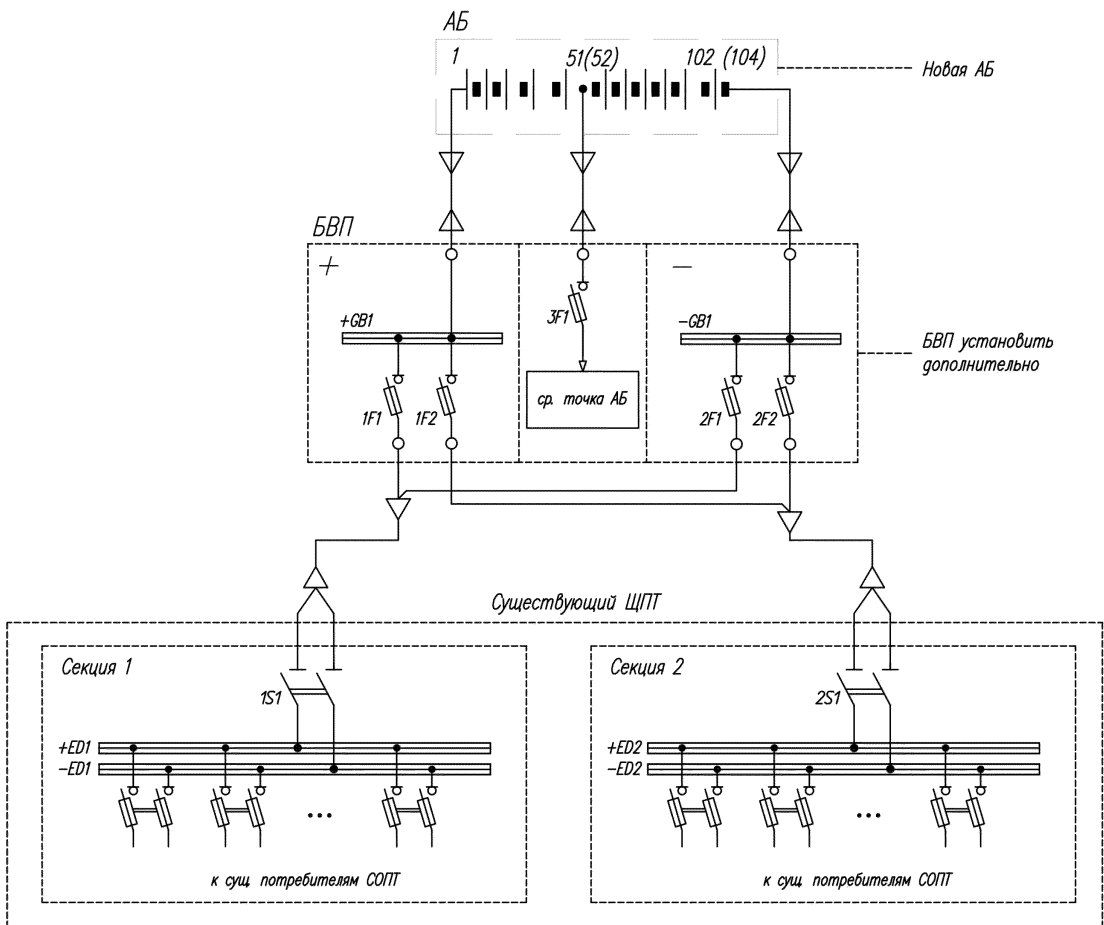 АБ
1
51(52)
102 (104)
Новая АБ
БВП
+
−
+GB1
3F1
−GB1
БВП установить
дополнительно
ср. точка АБ
1F1
1F2
2F1
2F2
Существующий ЩПТ
Секция 1
1S1
+ED1
−ED1
...
к сущ. потребителям СОПТ
Секция 2
2S1
+ED2
−ED2
...
к сущ. потребителям СОПТ